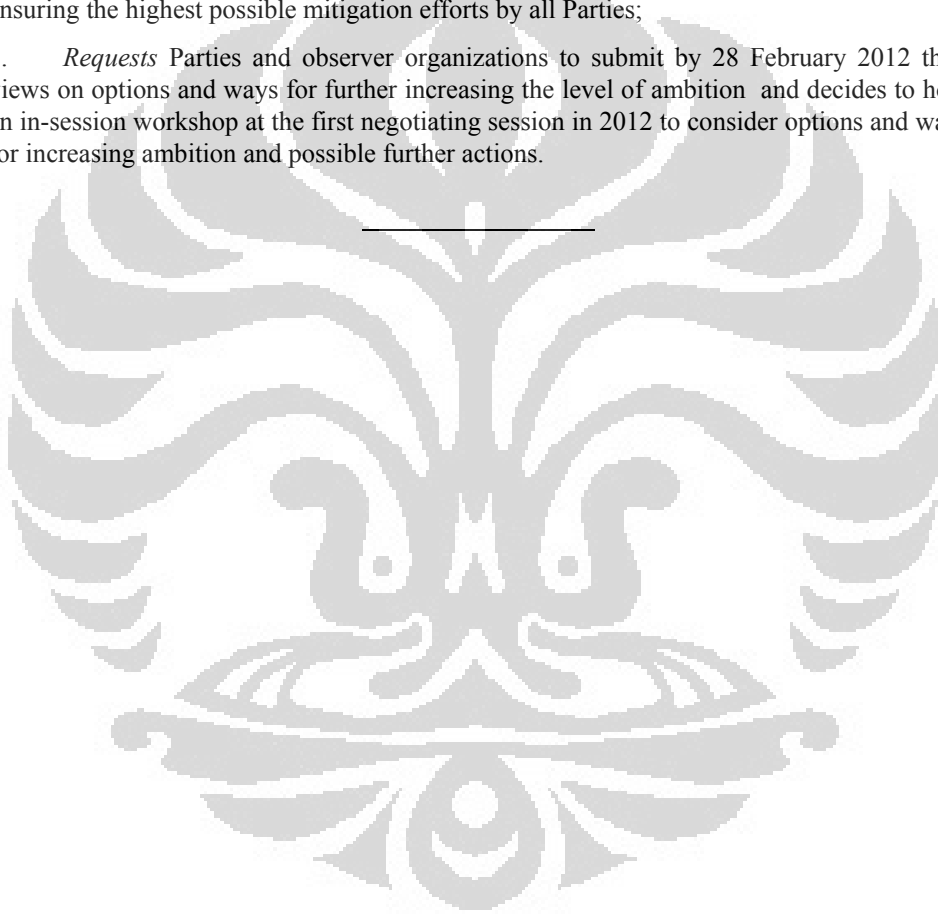 nsuring the highest possible mitigation efforts by all Parties;
. Requests Parties and observer organizations to submit by 28 February 2012 th
iews on options and ways for further increasing the level of ambition and decides to ho
n in-session workshop at the first negotiating session in 2012 to consider options and wa
or increasing ambition and possible further actions.